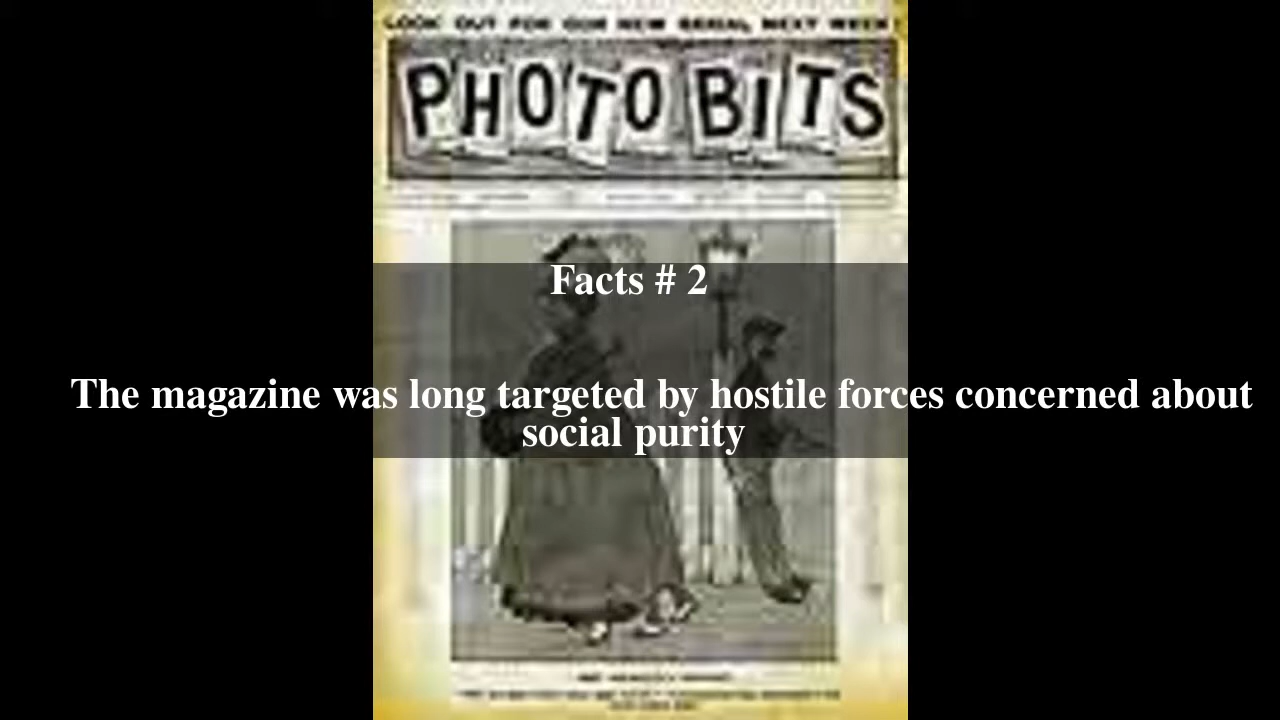 LOOK OUT FOR OUR NEW SERIAL NEXT WEEK!
PHOTO BITS
Facts # 2
The magazine was long targeted by hostile forces concerned about
social purity